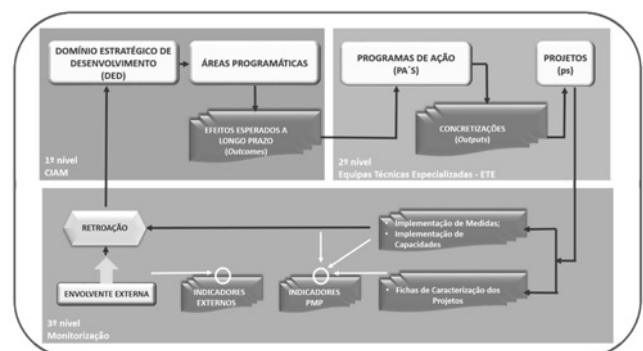 DOMÍNIO ESTRATÉGICO DE
DESENVOLVIMENTO
(DED)
ÁREAS PROGRAMÁTICAS
EFEITOS ESPERADOS A
LONGO PRAZO
(Outcomes)
1º nível
CIAM
PROGRAMAS DE AÇÃO
(PA´S)
PROJETOS
(ps)
CONCRETIZAÇÕES
(Outputs)
2º nível
Equipas Técnicas Especializadas - ETE
RETROAÇÃO
• Implementação de Medidas;
• Implementação de
Capacidades
ENVOLVENTE EXTERNA
INDICADORES
EXTERNOS
INDICADORES
PMP
• Fichas de Caracterização dos
Projetos
3º nível
Monitorização